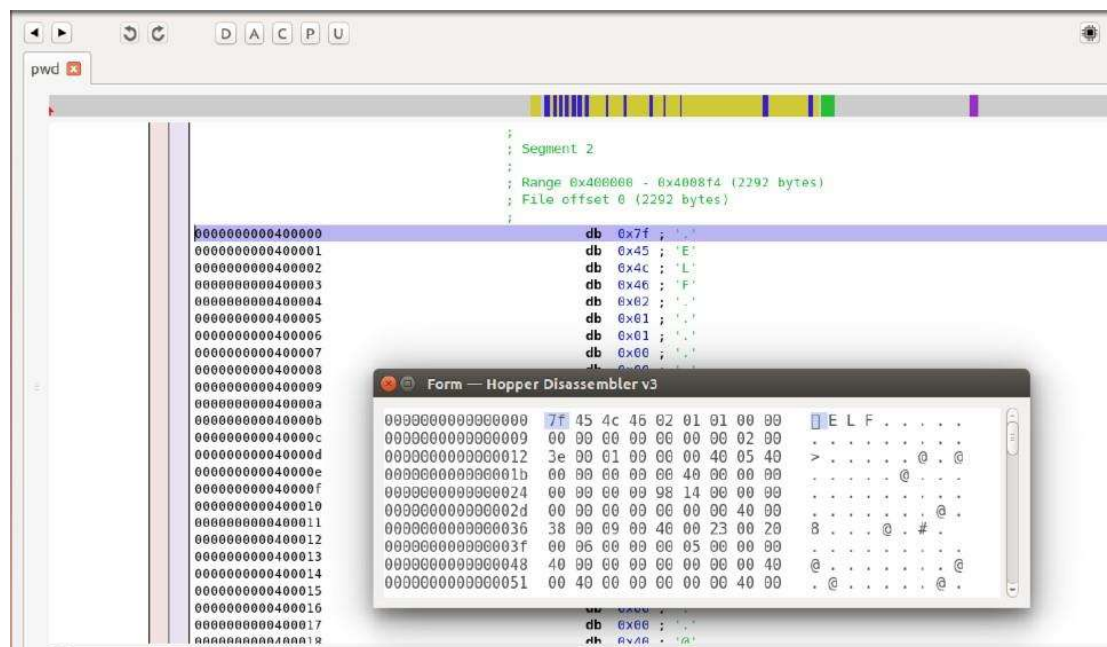 D A C P U
pwd
;
; Segment 2
;
; Range 0x400000 - 0x4008f4 (2292 bytes)
; File offset 0 (2292 bytes)
;
0000000000400000 db 0x7f ; '.'
0000000000400001 db 0x45 ; 'E'
0000000000400002 db 0x4c ; 'L'
0000000000400003 db 0x46 ; 'F'
0000000000400004 db 0x02 ; '.'
0000000000400005 db 0x01 ; '.'
0000000000400006 db 0x01 ; '.'
0000000000400007 db 0x00 ; '.'
0000000000400008
0000000000400009
000000000040000a
000000000040000b
000000000040000c
000000000040000d
000000000040000e
000000000040000f
0000000000400010
0000000000400011
0000000000400012
0000000000400013
0000000000400014
0000000000400015
0000000000400016 db 0x00 ; '.'
0000000000400017 db 0x00 ; '.'
0000000000400018 db 0x40 ; '@'
Form — Hopper Disassembler v3
0000000000000000 7f 45 4c 46 02 01 01 00 00 E L F . . . . .
0000000000000009 00 00 00 00 00 00 00 02 00 . . . . . . . . .
0000000000000012 3e 00 01 00 00 00 40 05 40 > . . . . . @ . @
000000000000001b 00 00 00 00 00 40 00 00 00 . . . . . @ . . .
0000000000000024 00 00 00 00 98 14 00 00 00 . . . . . . . . .
000000000000002d 00 00 00 00 00 00 00 40 00 . . . . . . . @ .
0000000000000036 38 00 09 00 40 00 23 00 20 8 . . . @ . # .
000000000000003f 00 06 00 00 00 05 00 00 00 . . . . . . . . .
0000000000000048 40 00 00 00 00 00 00 00 40 @ . . . . . . . @
0000000000000051 00 40 00 00 00 00 00 40 00 . @ . . . . . @ .